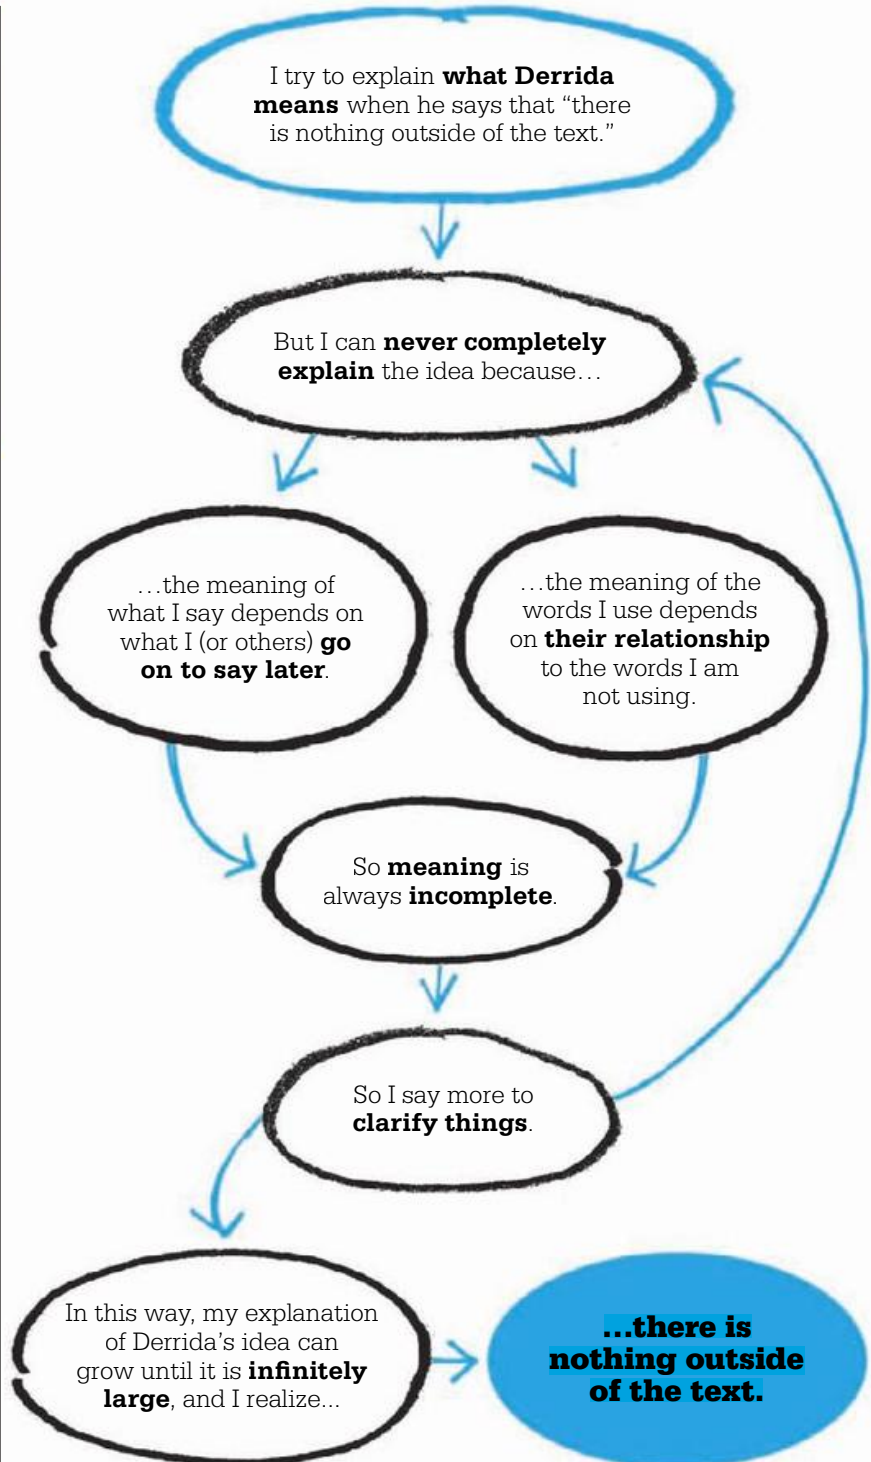 I try to explain what Derrida
means when he says that “there
is nothing outside of the text.”
But I can never completely
explain the idea because…
…the meaning of
what I say depends on
what I (or others) go
on to say later.
…the meaning of the
words I use depends
on their relationship
to the words I am
not using.
So meaning is
always incomplete.
So I say more to
clarify things.
In this way, my explanation
of Derrida’s idea can
grow until it is infinitely
large, and I realize...
…there is
nothing outside
of the text.